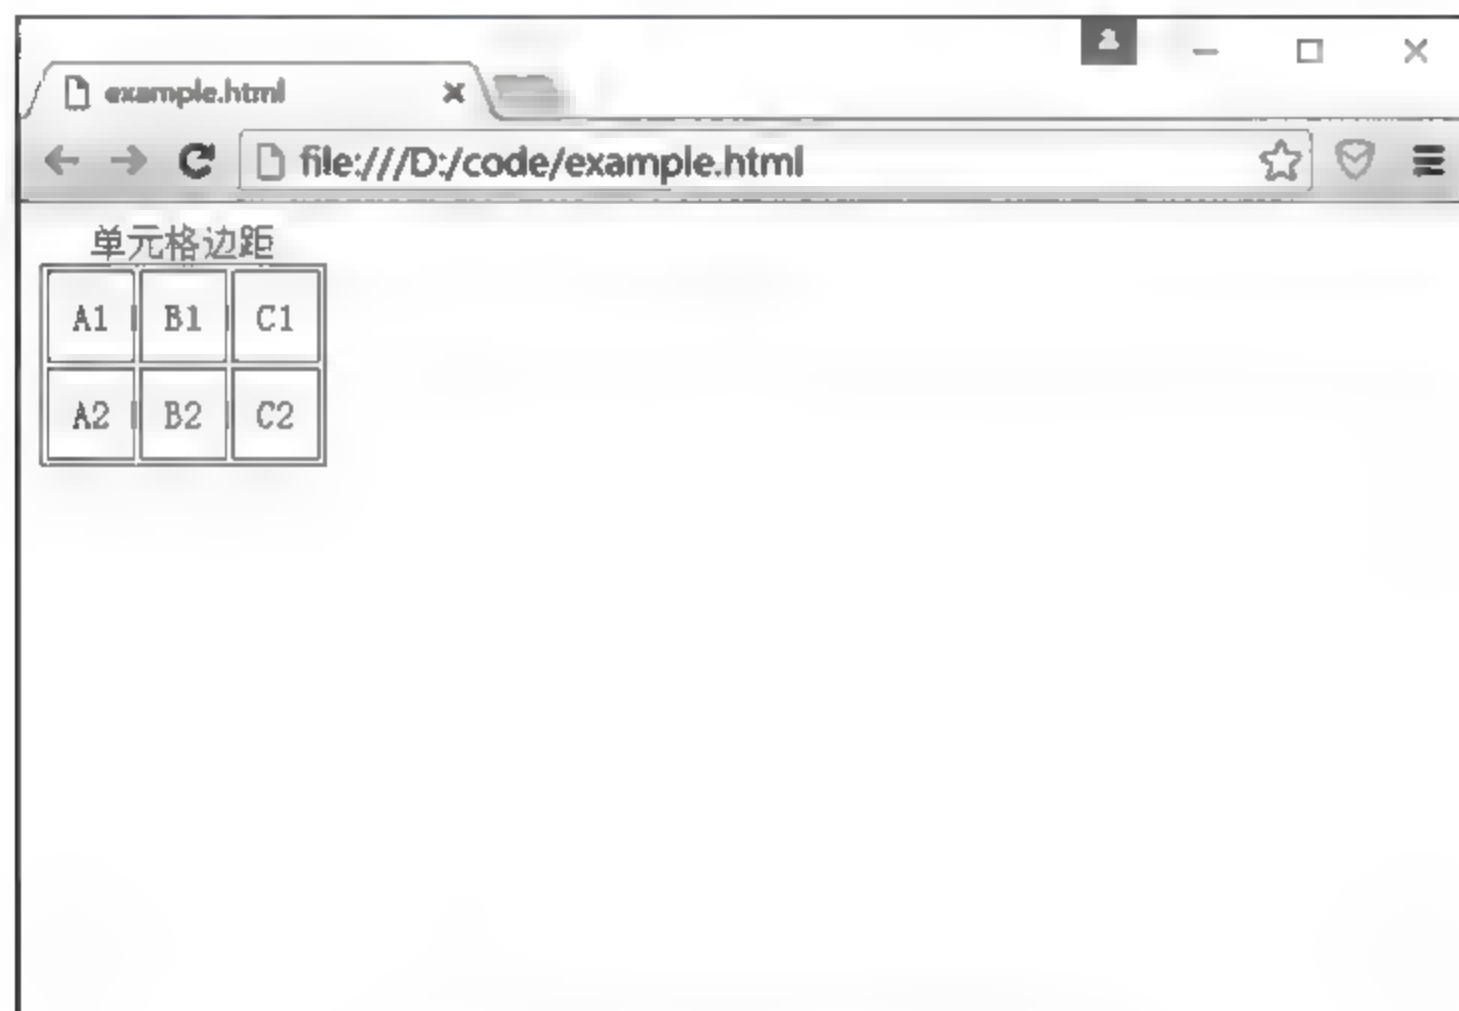 example.html
file:///D:/code/example.html
单元格边距
A1 B1 C1
A2 B2 C2